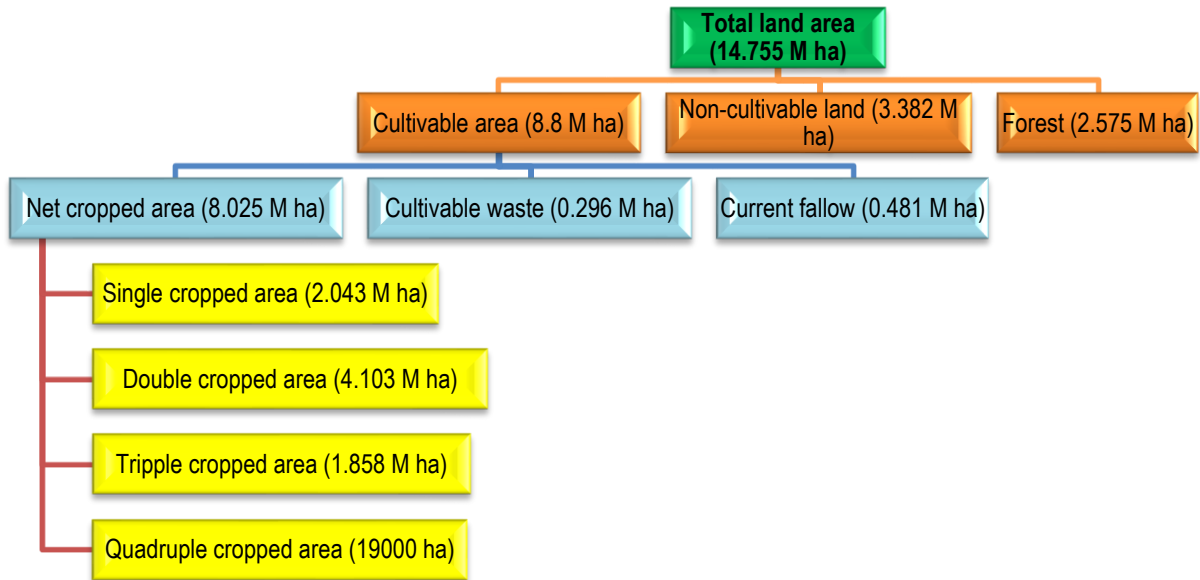 Total land area
(14.755 M ha)
Cultivable area (8.8 M ha)
Non-cultivable land (3.382 M
ha)
Forest (2.575 M ha)
Net cropped area (8.025 M ha)
Cultivable waste (0.296 M ha)
Current fallow (0.481 M ha)
Single cropped area (2.043 M ha)
Double cropped area (4.103 M ha)
Tripple cropped area (1.858 M ha)
Quadruple cropped area (19000 ha)